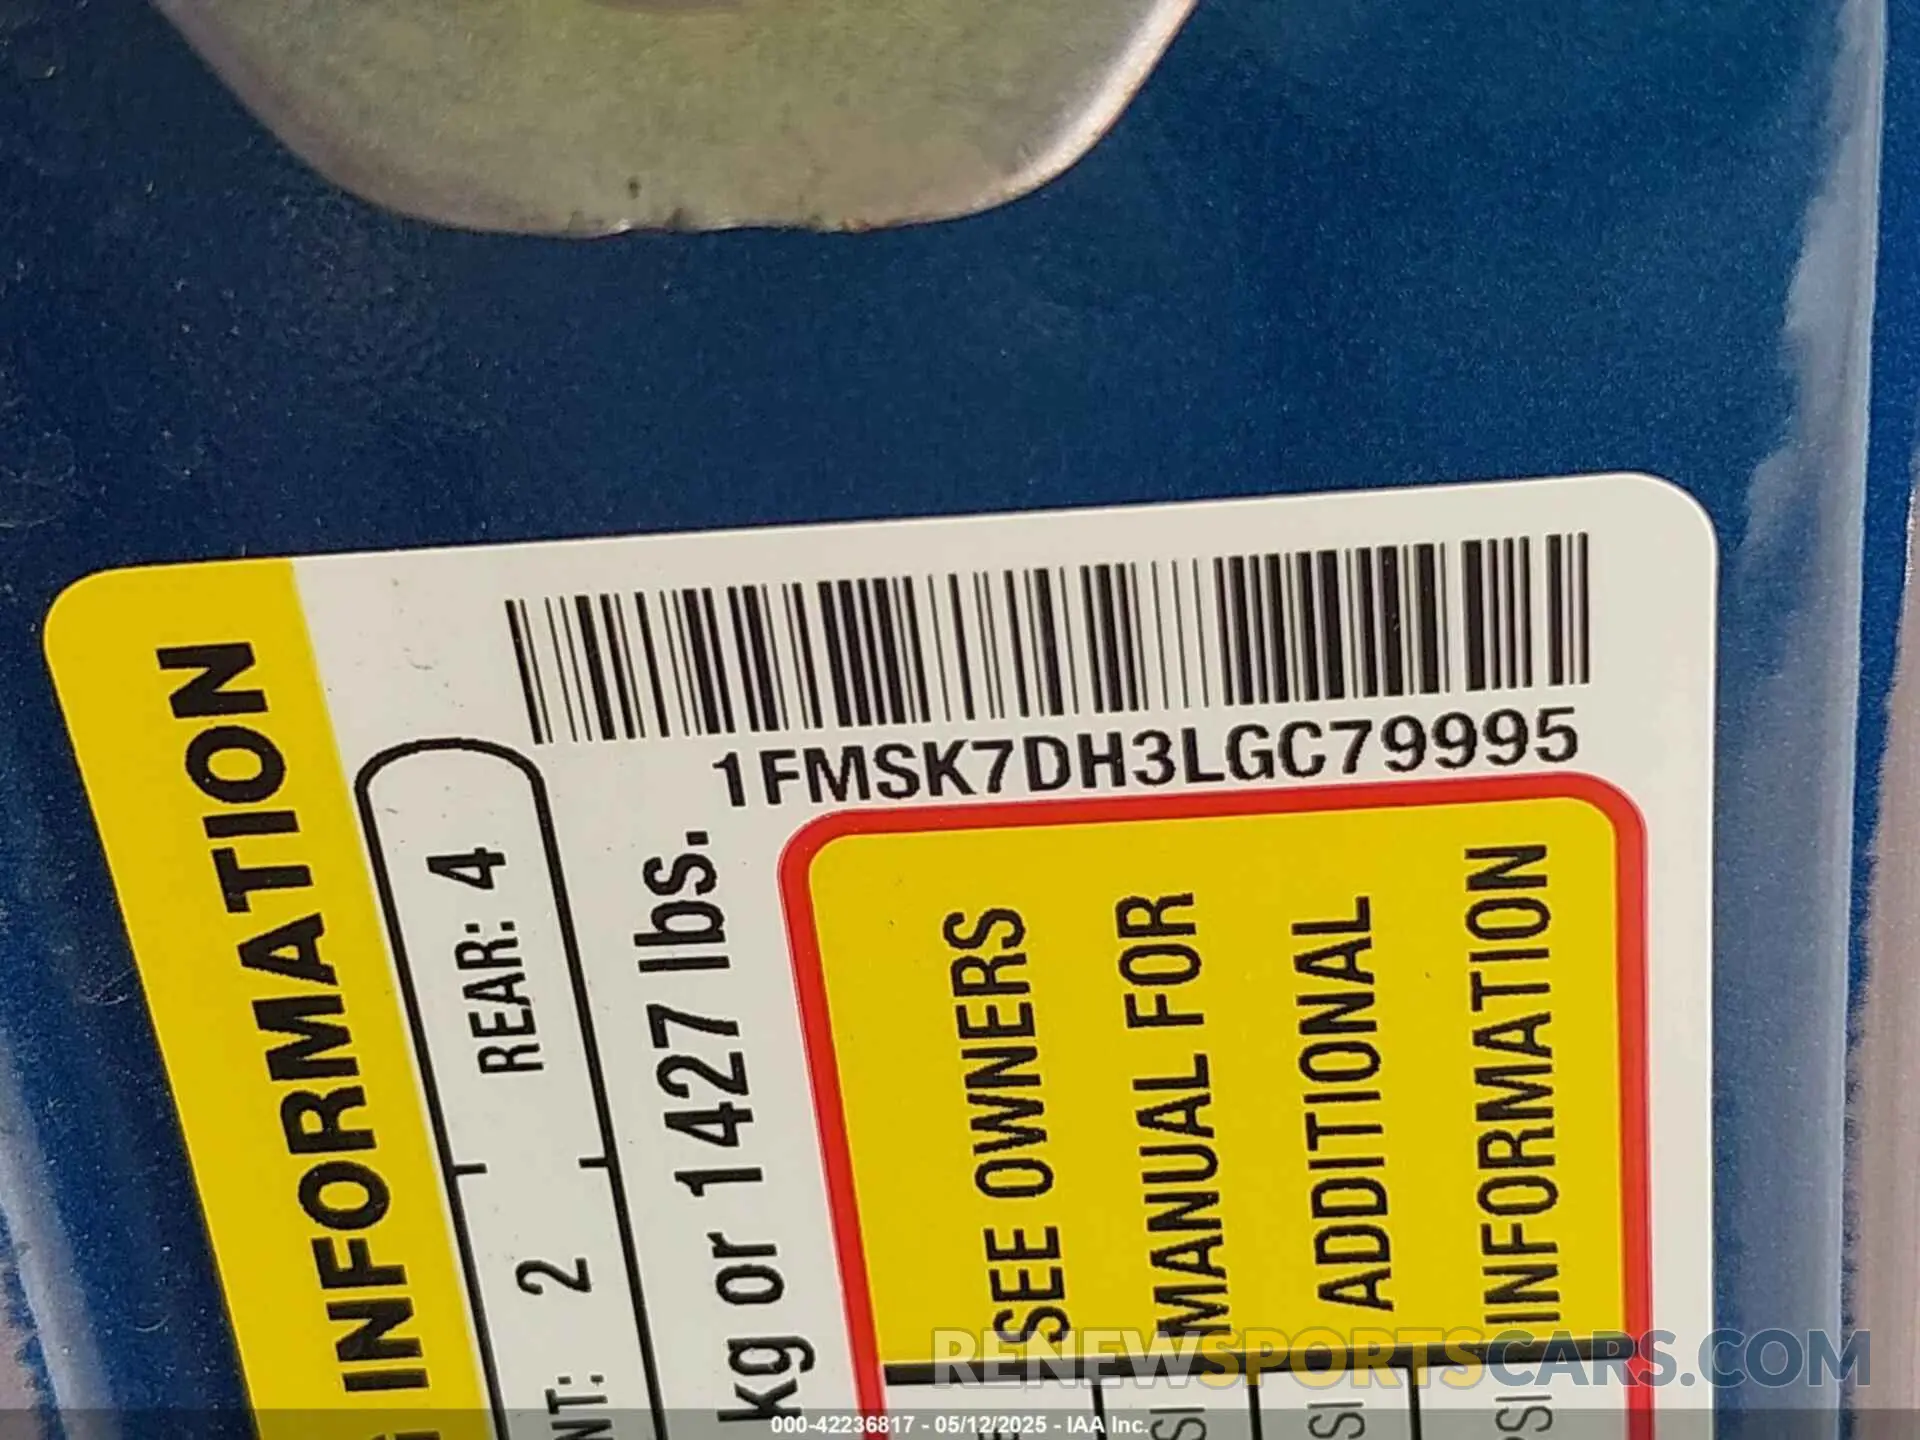 1FMSK7DH3LGC79995
INFORMATION
NT: 2 REAR: 4
kg or 1427 lbs.
SEE OWNERS
MANUAL FOR
ADDITIONAL
INFORMATION
RENEWSPORTSCARS.COM
000-42236817 - 05/12/2025 - IAA Inc.